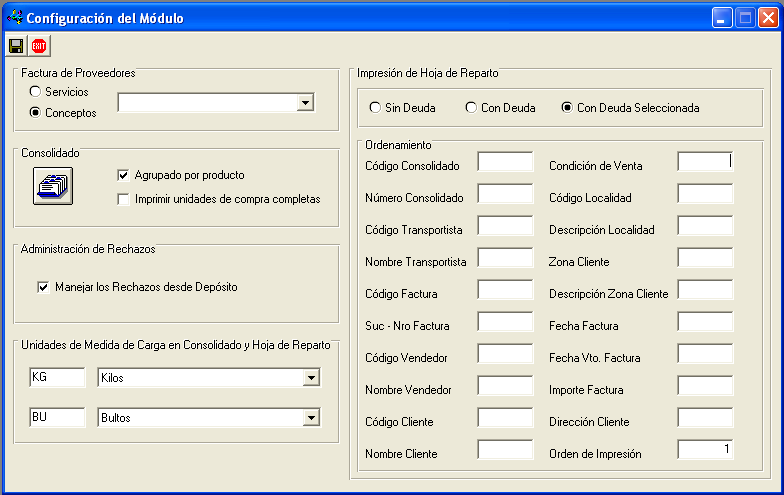 Configuración del Módulo
EXIT
Factura de Proveedores
Servicios
Conceptos
Consolidado
Agrupado por producto
Imprimir unidades de compra completas
Administración de Rechazos
Manejar los Rechazos desde Depósito
Unidades de Medida de Carga en Consolidado y Hoja de Reparto
KG Kilos
BU Bultos
Impresión de Hoja de Reparto
Sin Deuda Con Deuda Con Deuda Seleccionada
Ordenamiento
Código Consolidado Condición de Venta
Número Consolidado Código Localidad
Código Transportista Descripción Localidad
Nombre Transportista Zona Cliente
Código Factura Descripción Zona Cliente
Suc - Nro Factura Fecha Factura
Código Vendedor Fecha Vto. Factura
Nombre Vendedor Importe Factura
Código Cliente Dirección Cliente
Nombre Cliente Orden de Impresión 1